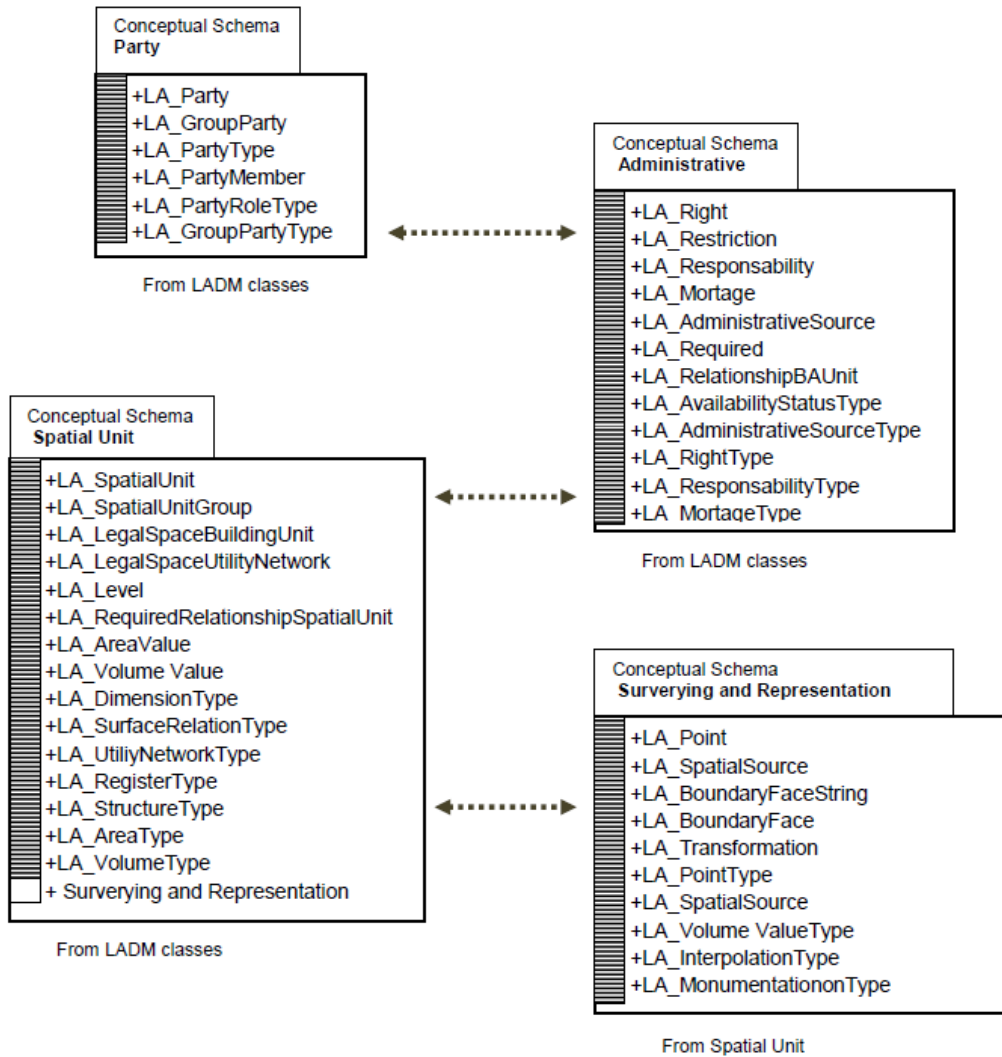 Conceptual Schema
Party
+LA_Party
+LA_GroupParty
+LA_PartyType
+LA_PartyMember
+LA_PartyRoleType
+LA_GroupPartyType
From LADM classes
Conceptual Schema
Administrative
+LA_Right
+LA_Restriction
+LA_Responsability
+LA_Mortage
+LA_AdministrativeSource
+LA_Required
+LA_RelationshipBAUnit
+LA_AvailabilityStatusType
+LA_AdministrativeSourceType
+LA_RightType
+LA_ResponsabilityType
+LA_MortageType
From LADM classes
Conceptual Schema
Spatial Unit
+LA_SpatialUnit
+LA_SpatialUnitGroup
+LA_LegalSpaceBuildingUnit
+LA_LegalSpaceUtilityNetwork
+LA_Level
+LA_RequiredRelationshipSpatialUnit
+LA_AreaValue
+LA_Volume Value
+LA_DimensionType
+LA_SurfaceRelationType
+LA_UtiliyNetworkType
+LA_RegisterType
+LA_StructureType
+LA_AreaType
+LA_VolumeType
+ Surverying and Representation
From LADM classes
Conceptual Schema
Surverying and Representation
+LA_Point
+LA_SpatialSource
+LA_BoundaryFaceString
+LA_BoundaryFace
+LA_Transformation
+LA_PointType
+LA_SpatialSource
+LA_Volume ValueType
+LA_InterpolationType
+LA_MonumentationonType
From Spatial Unit